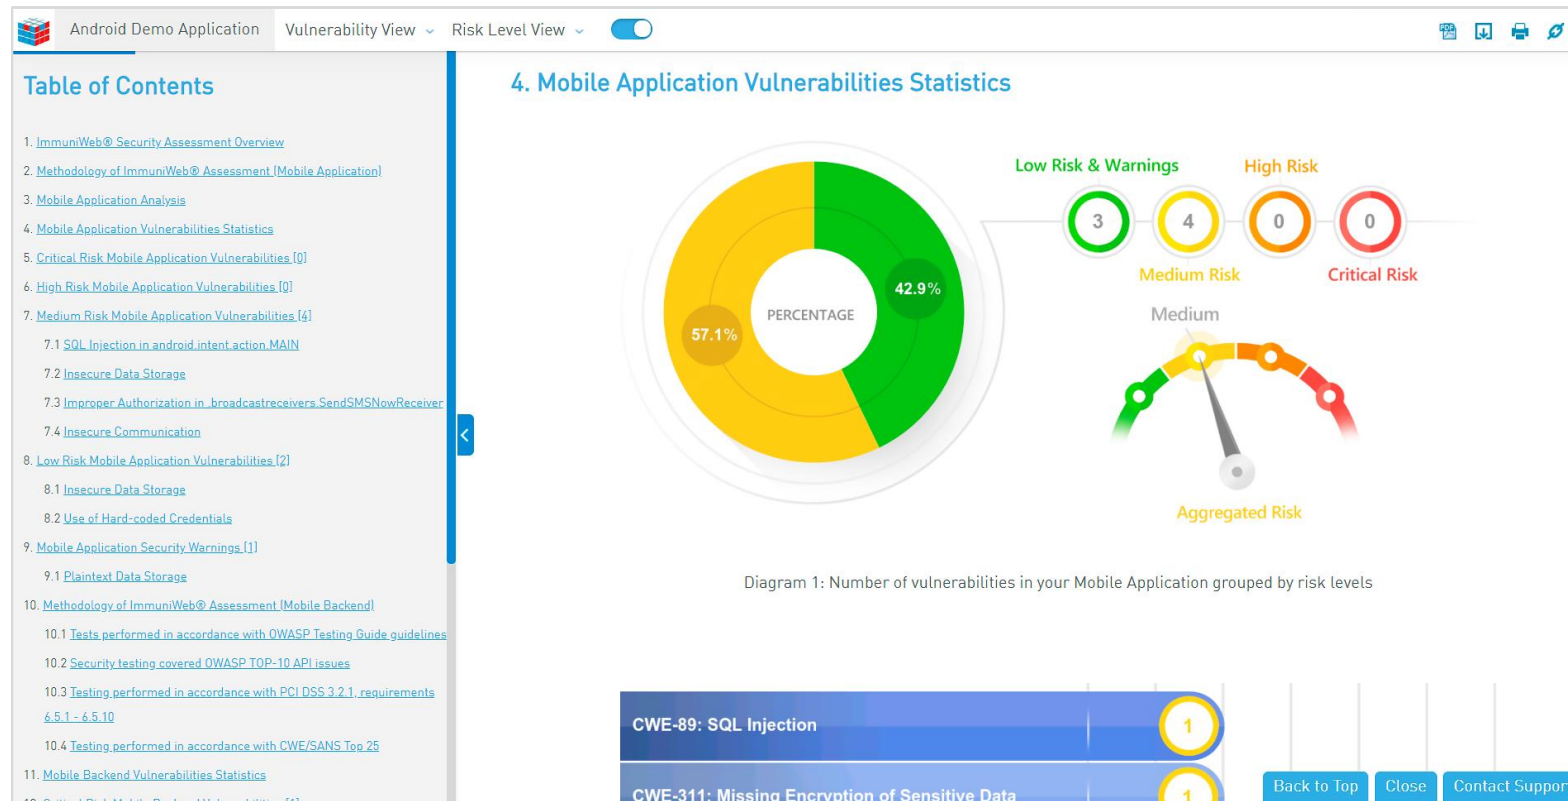 Android Demo Application Vulnerability View Risk Level View
PDF
Table of Contents
1. ImmuniWeb® Security Assessment Overview
2. Methodology of ImmuniWeb® Assessment (Mobile Application)
3. Mobile Application Analysis
4. Mobile Application Vulnerabilities Statistics
5. Critical Risk Mobile Application Vulnerabilities [0]
6. High Risk Mobile Application Vulnerabilities [0]
7. Medium Risk Mobile Application Vulnerabilities [4]
7.1 SQL Injection in android.intent.action.MAIN
7.2 Insecure Data Storage
7.3 Improper Authorization in .broadcastreceivers.SendSMSNowReceiver
7.4 Insecure Communication
8. Low Risk Mobile Application Vulnerabilities [2]
8.1 Insecure Data Storage
8.2 Use of Hard-coded Credentials
9. Mobile Application Security Warnings [1]
9.1 Plaintext Data Storage
10. Methodology of ImmuniWeb® Assessment (Mobile Backend)
10.1 Tests performed in accordance with OWASP Testing Guide guidelines
10.2 Security testing covered OWASP TOP-10 API issues
10.3 Testing performed in accordance with PCI DSS 3.2.1, requirements
6.5.1 - 6.5.10
10.4 Testing performed in accordance with CWE/SANS Top 25
11. Mobile Backend Vulnerabilities Statistics
4. Mobile Application Vulnerabilities Statistics
42.9%
PERCENTAGE
57.1%
Low Risk & Warnings High Risk
3 4 0 0
Medium Risk Critical Risk
Medium
Aggregated Risk
Diagram 1: Number of vulnerabilities in your Mobile Application grouped by risk levels
CWE-89: SQL Injection 1
CWE-311: Missing Encryption of Sensitive Data 1
Back to Top Close Contact Suppor